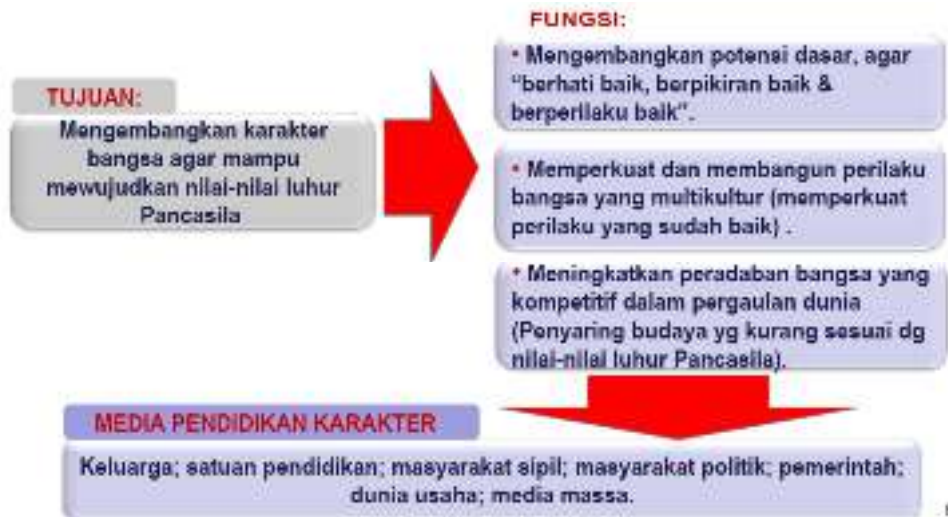 TUJUAN:
Mengembangkan karakter
bangsa agar mampu
mewujudkan nilai-nilai luhur
Pancasila
FUNGSI:
• Mengembangkan potensi dasar, agar
“berhati baik, berpikiran baik &
berperilaku baik”.
• Memperkuat dan membangun perilaku
bangsa yang multikultur (memperkuat
perilaku yang sudah baik) .
• Meningkatkan peradaban bangsa yang
kompetitif dalam pergaulan dunia
(Penyaring budaya yg kurang sesuai dg
nilai-nilai luhur Pancasila).
MEDIA PENDIDIKAN KARAKTER
Keluarga; satuan pendidikan; masyarakat sipil; masyarakat politik; pemerintah;
dunia usaha; media massa.